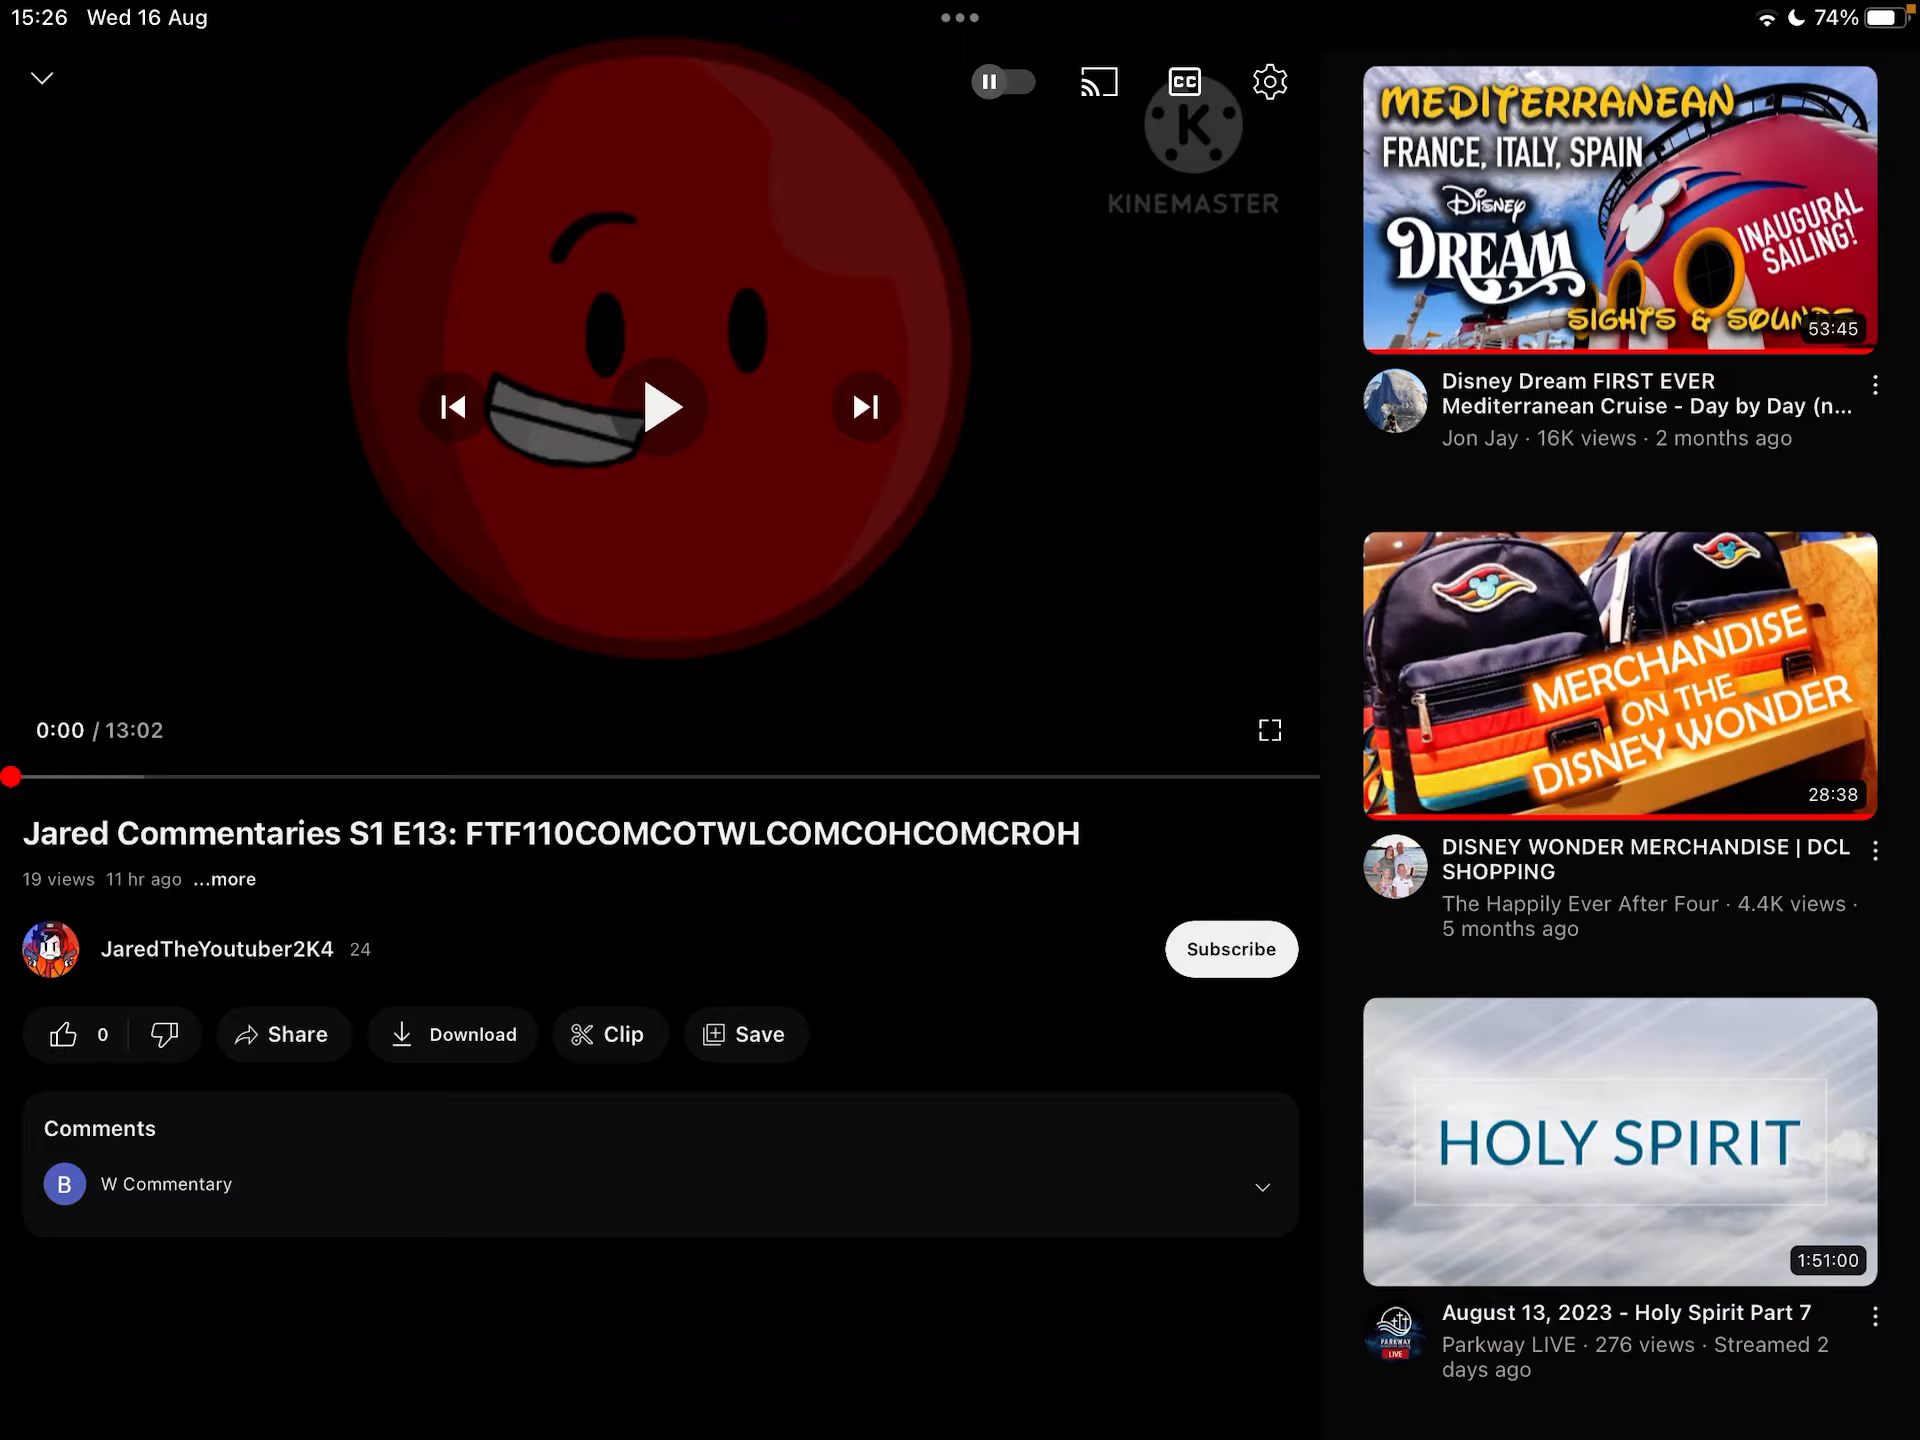 15:26 Wed 16 Aug
74%
CC
K
KINEMASTER
0:00 / 13:02
Jared Commentaries S1 E13: FTF110COMCOTWLCOMCOHCOMCROH
19 views 11 hr ago ...more
JaredTheYoutuber2K4 24
Subscribe
0
Share
Download
Clip
Save
Comments
B
W Commentary
MEDITERRANEAN
FRANCE, ITALY, SPAIN
Disney
DREAM
INAUGURAL
SAILING!
SIGHTS & SOUNDS
53:45
Disney Dream FIRST EVER
Mediterranean Cruise - Day by Day (n...
Jon Jay · 16K views · 2 months ago
MERCHANDISE
ON THE
DISNEY WONDER
28:38
DISNEY WONDER MERCHANDISE | DCL
SHOPPING
The Happily Ever After Four · 4.4K views ·
5 months ago
HOLY SPIRIT
1:51:00
August 13, 2023 - Holy Spirit Part 7
PARKWAY
LIVE
Parkway LIVE · 276 views · Streamed 2
days ago